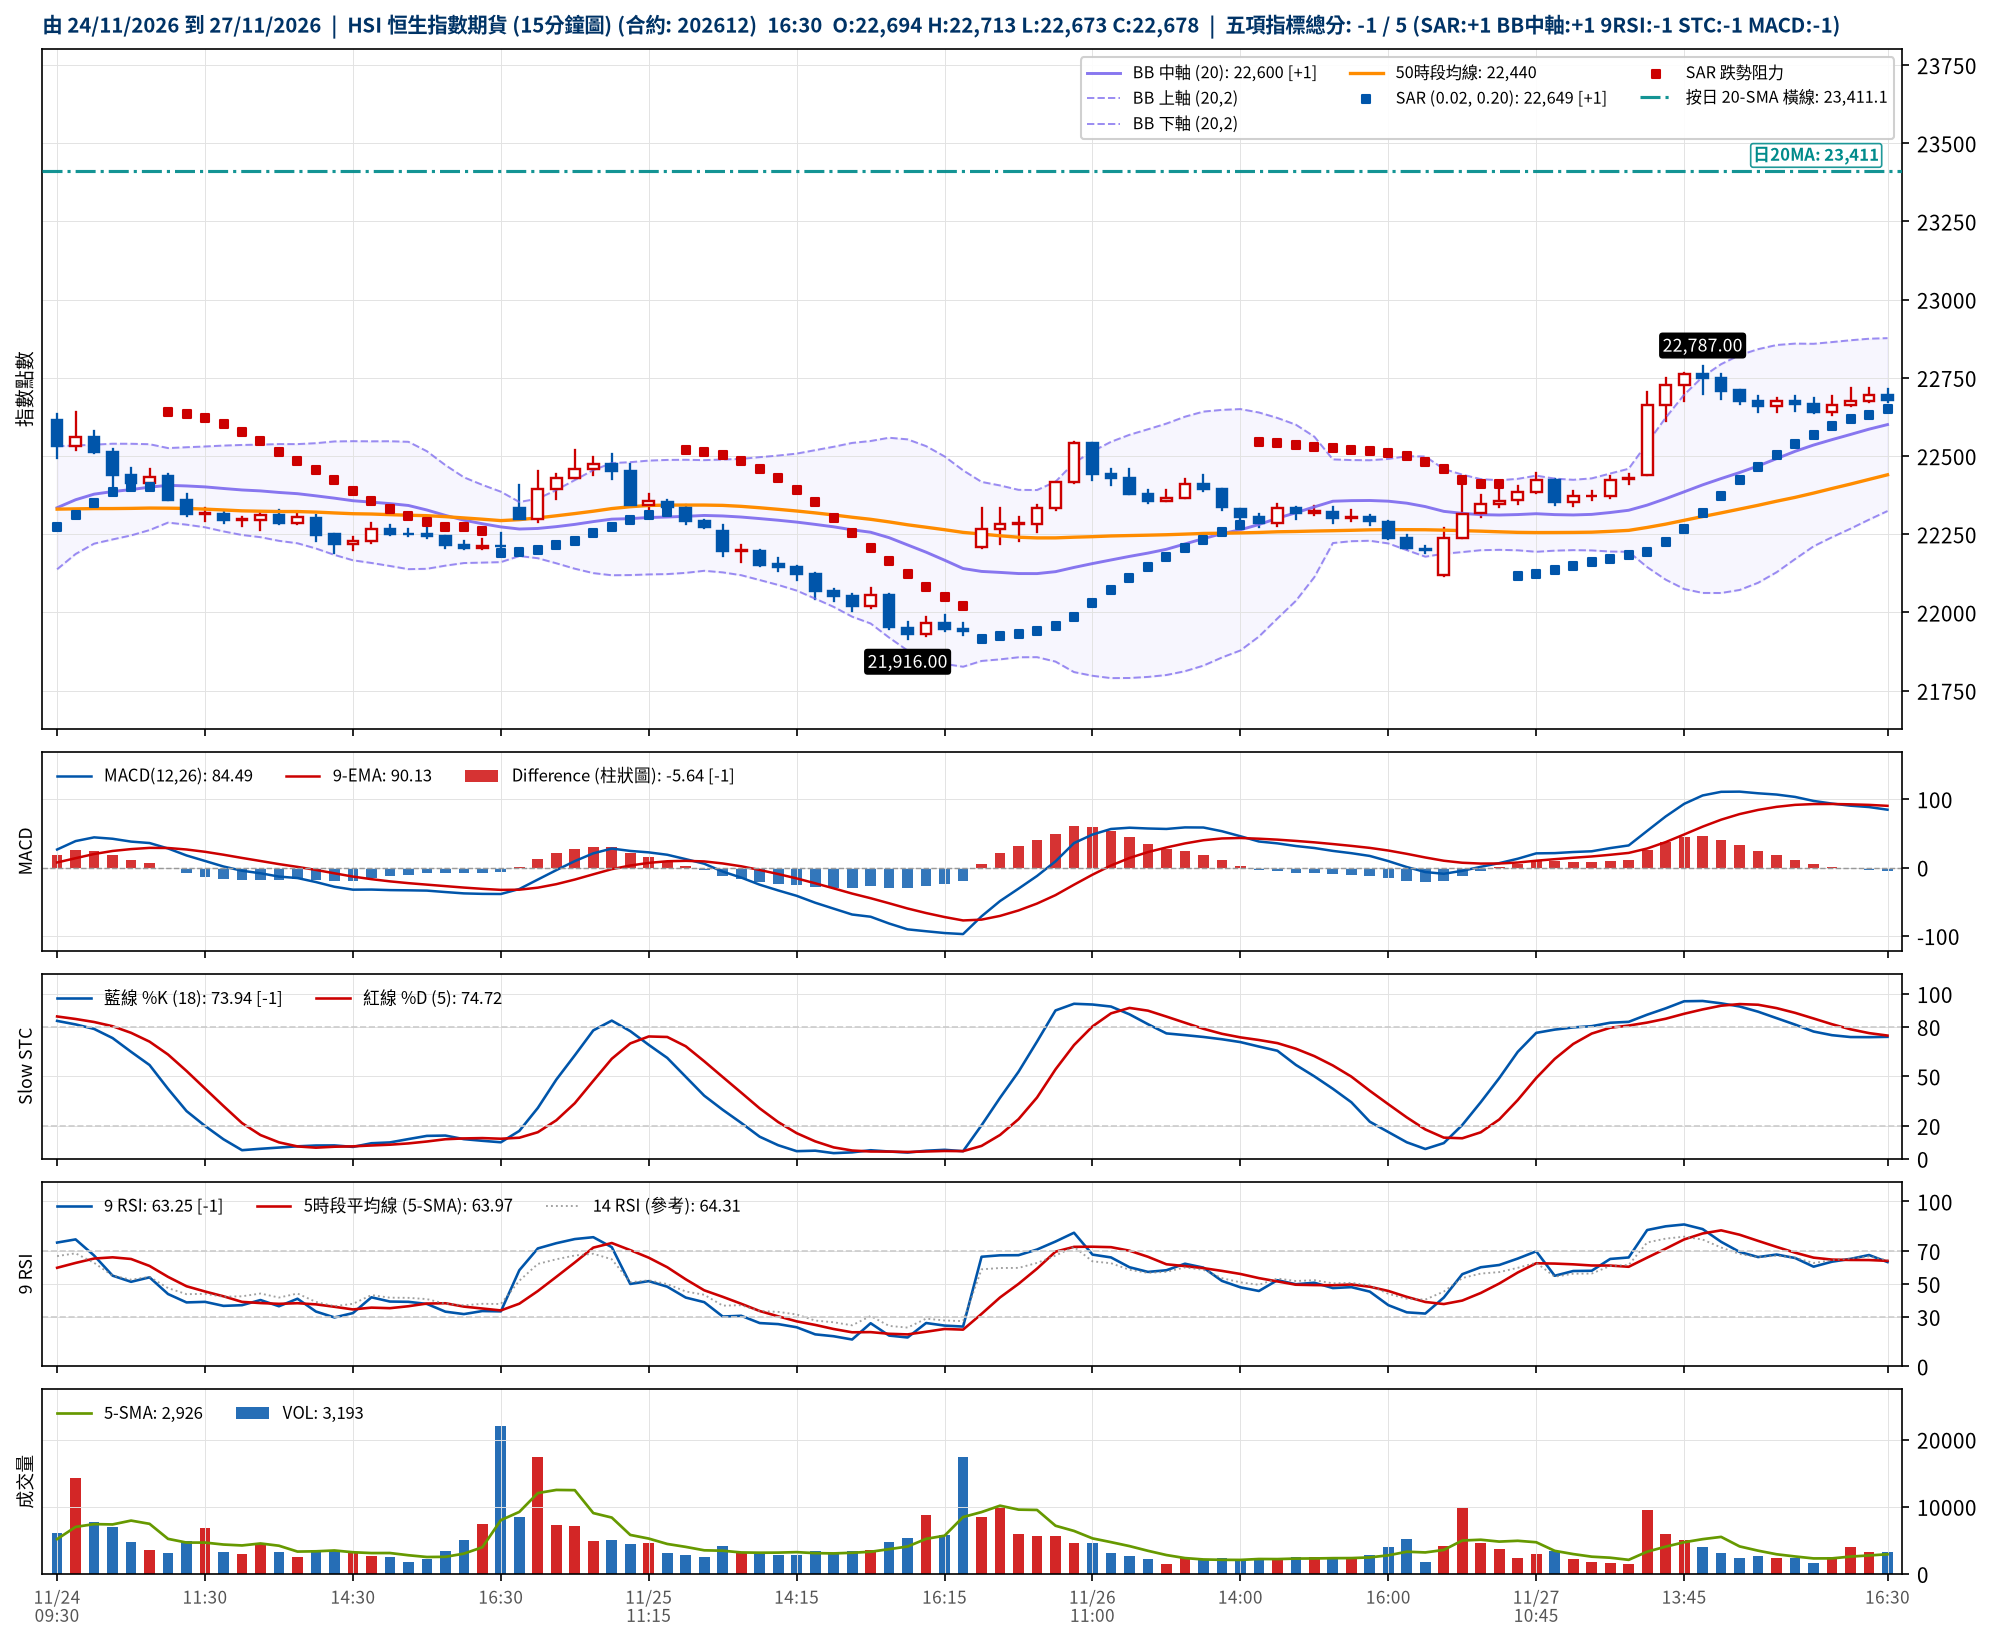 由 24/11/2026 到 27/11/2026 | HSI 恒生指數期貨 (15分鐘圖) (合約: 202612) 16:30 O:22,694 H:22,713 L:22,673 C:22,678 | 五項指標總分: -1 / 5 (SAR:+1 BB中軸:+1 9RSI:-1 STC:-1 MACD:-1)
BB 中軸 (20): 22,600 [+1]
BB 上軸 (20,2)
BB 下軸 (20,2)
50時段均線: 22,440
SAR (0.02, 0.20): 22,649 [+1]
SAR 跌勢阻力
按日 20-SMA 橫線: 23,411.1
日20MA: 23,411
22,787.00
21,916.00
指數點數
23750
23500
23250
23000
22750
22500
22250
22000
21750
MACD(12,26): 84.49
9-EMA: 90.13
Difference (柱狀圖): -5.64 [-1]
MACD
100
0
-100
藍線 %K (18): 73.94 [-1]
紅線 %D (5): 74.72
Slow STC
100
80
50
20
0
9 RSI: 63.25 [-1]
5時段平均線 (5-SMA): 63.97
14 RSI (參考): 64.31
9 RSI
100
70
50
30
0
5-SMA: 2,926
VOL: 3,193
成交量
20000
10000
0
11/24
09:30
11:30
14:30
16:30
11/25
11:15
14:15
16:15
11/26
11:00
14:00
16:00
11/27
10:45
13:45
16:30